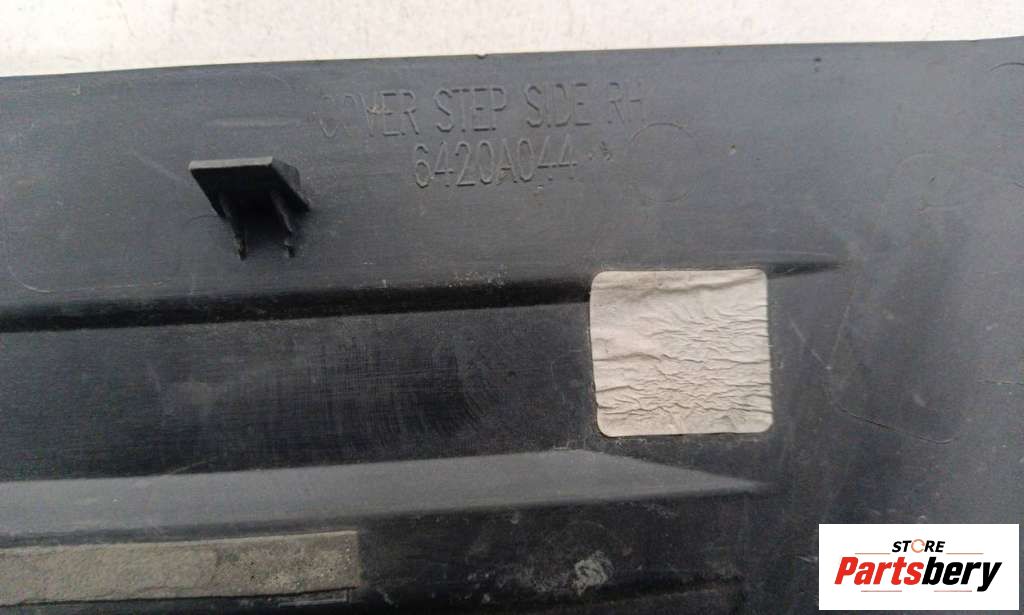 COVER STEP SIDE RH
6420A044
STORE
Partsbery